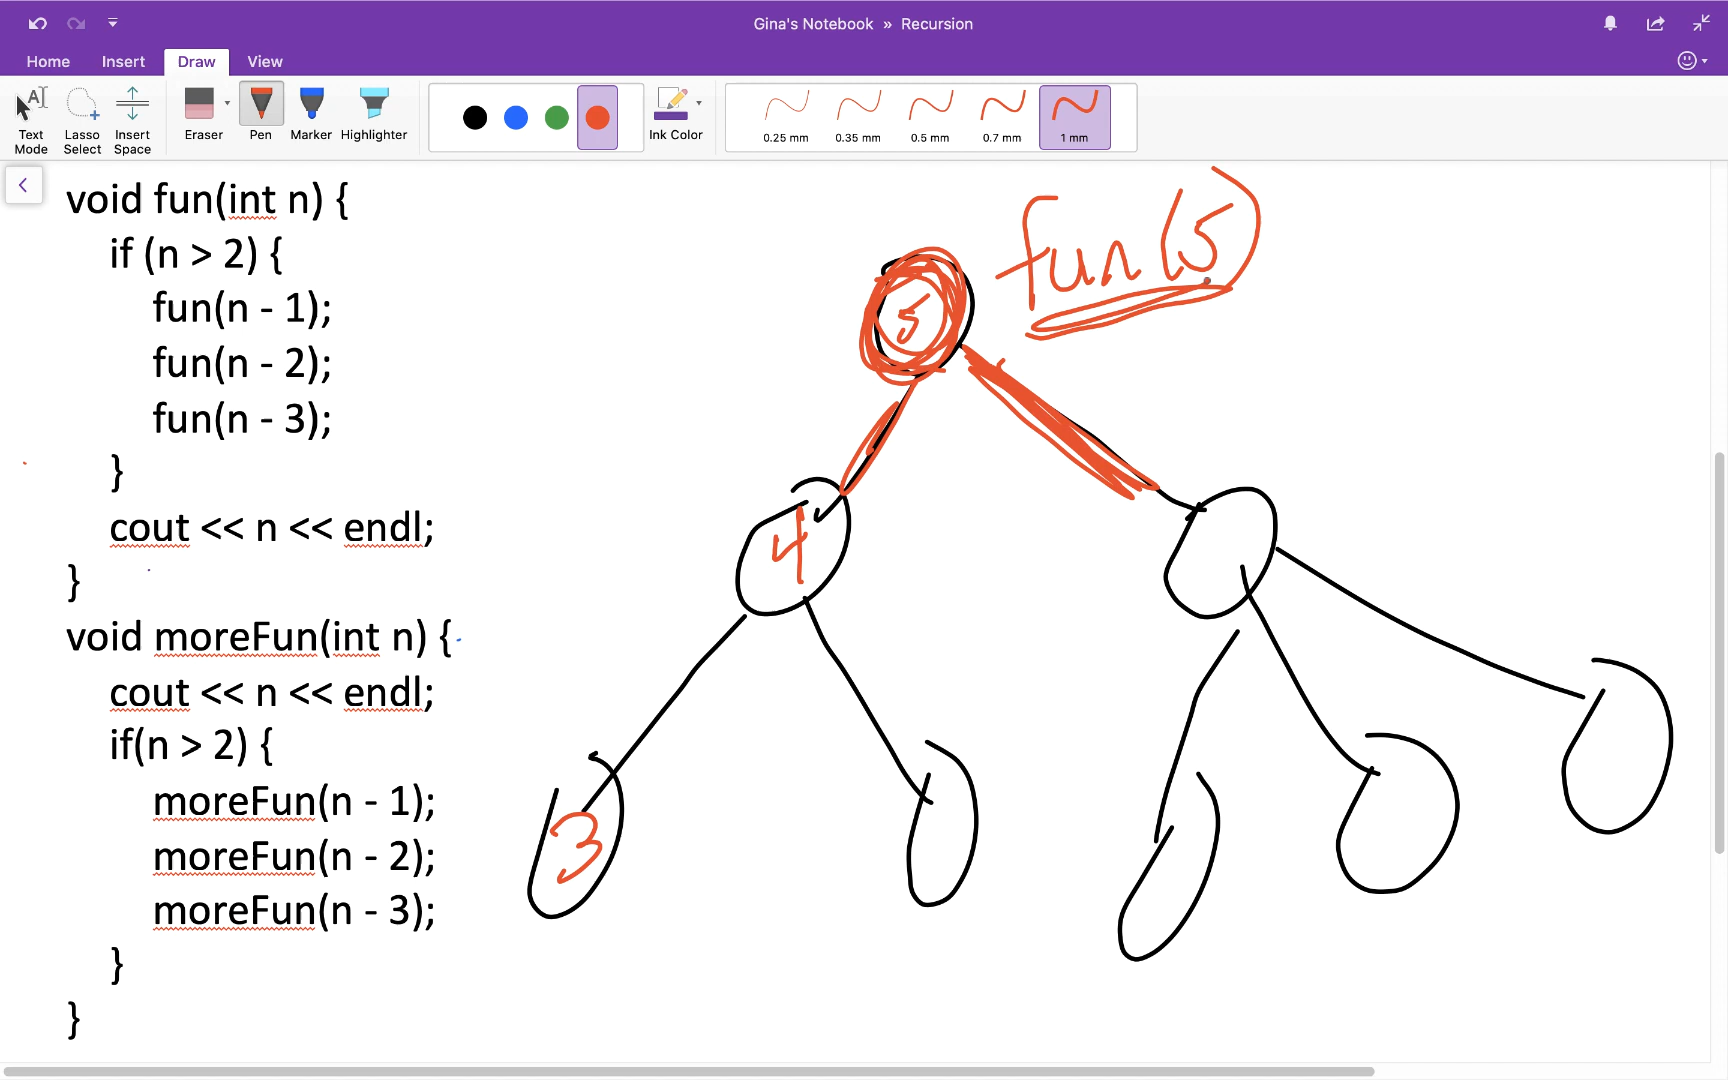 Gina's Notebook » Recursion
Home Insert Draw View
Text Mode
Lasso Select
Insert Space
Eraser
Pen
Marker
Highlighter
Ink Color
0.25 mm
0.35 mm
0.5 mm
0.7 mm
1 mm
void fun(int n) {
if (n > 2) {
fun(n - 1);
fun(n - 2);
fun(n - 3);
}
cout << n << endl;
}
void moreFun(int n) {
cout << n << endl;
if(n > 2) {
moreFun(n - 1);
moreFun(n - 2);
moreFun(n - 3);
}
}
fun(5)
5
4
3